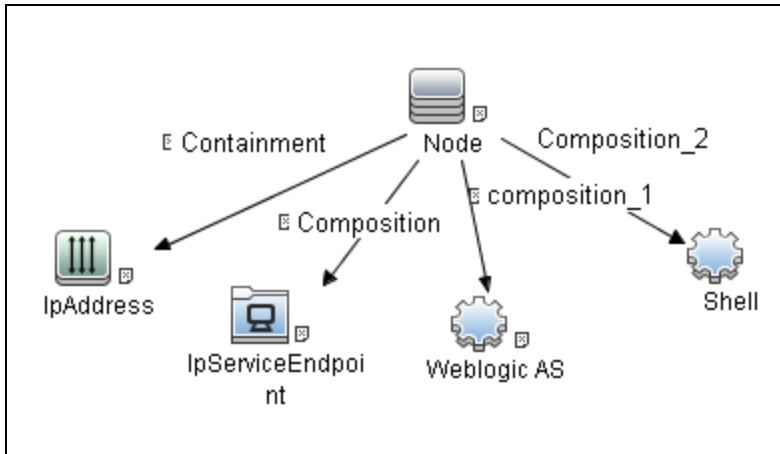 Node
Containment
Composition_2
Composition
composition_1
IpAddress
IpServiceEndpoi
nt
Weblogic AS
Shell